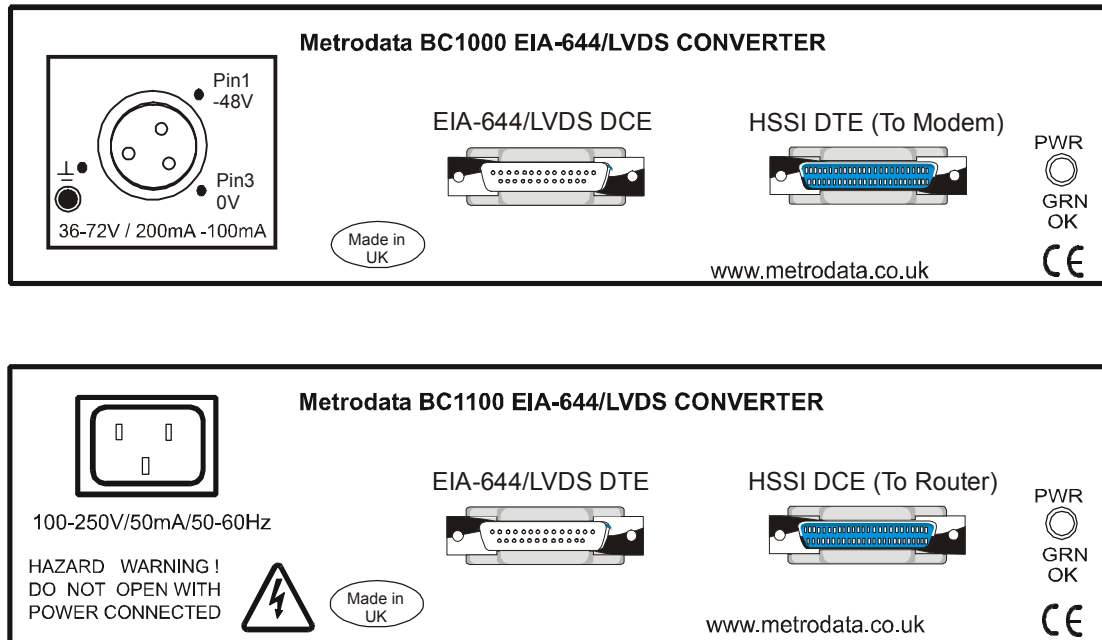 Metrodata BC1000 EIA-644/LVDS CONVERTER
Pin1
-48V
Pin3
0V
36-72V / 200mA -100mA
EIA-644/LVDS DCE
HSSI DTE (To Modem)
PWR
GRN
OK
Made in
UK
www.metrodata.co.uk
CE
Metrodata BC1100 EIA-644/LVDS CONVERTER
100-250V/50mA/50-60Hz
HAZARD WARNING !
DO NOT OPEN WITH
POWER CONNECTED
EIA-644/LVDS DTE
HSSI DCE (To Router)
PWR
GRN
OK
Made in
UK
www.metrodata.co.uk
CE